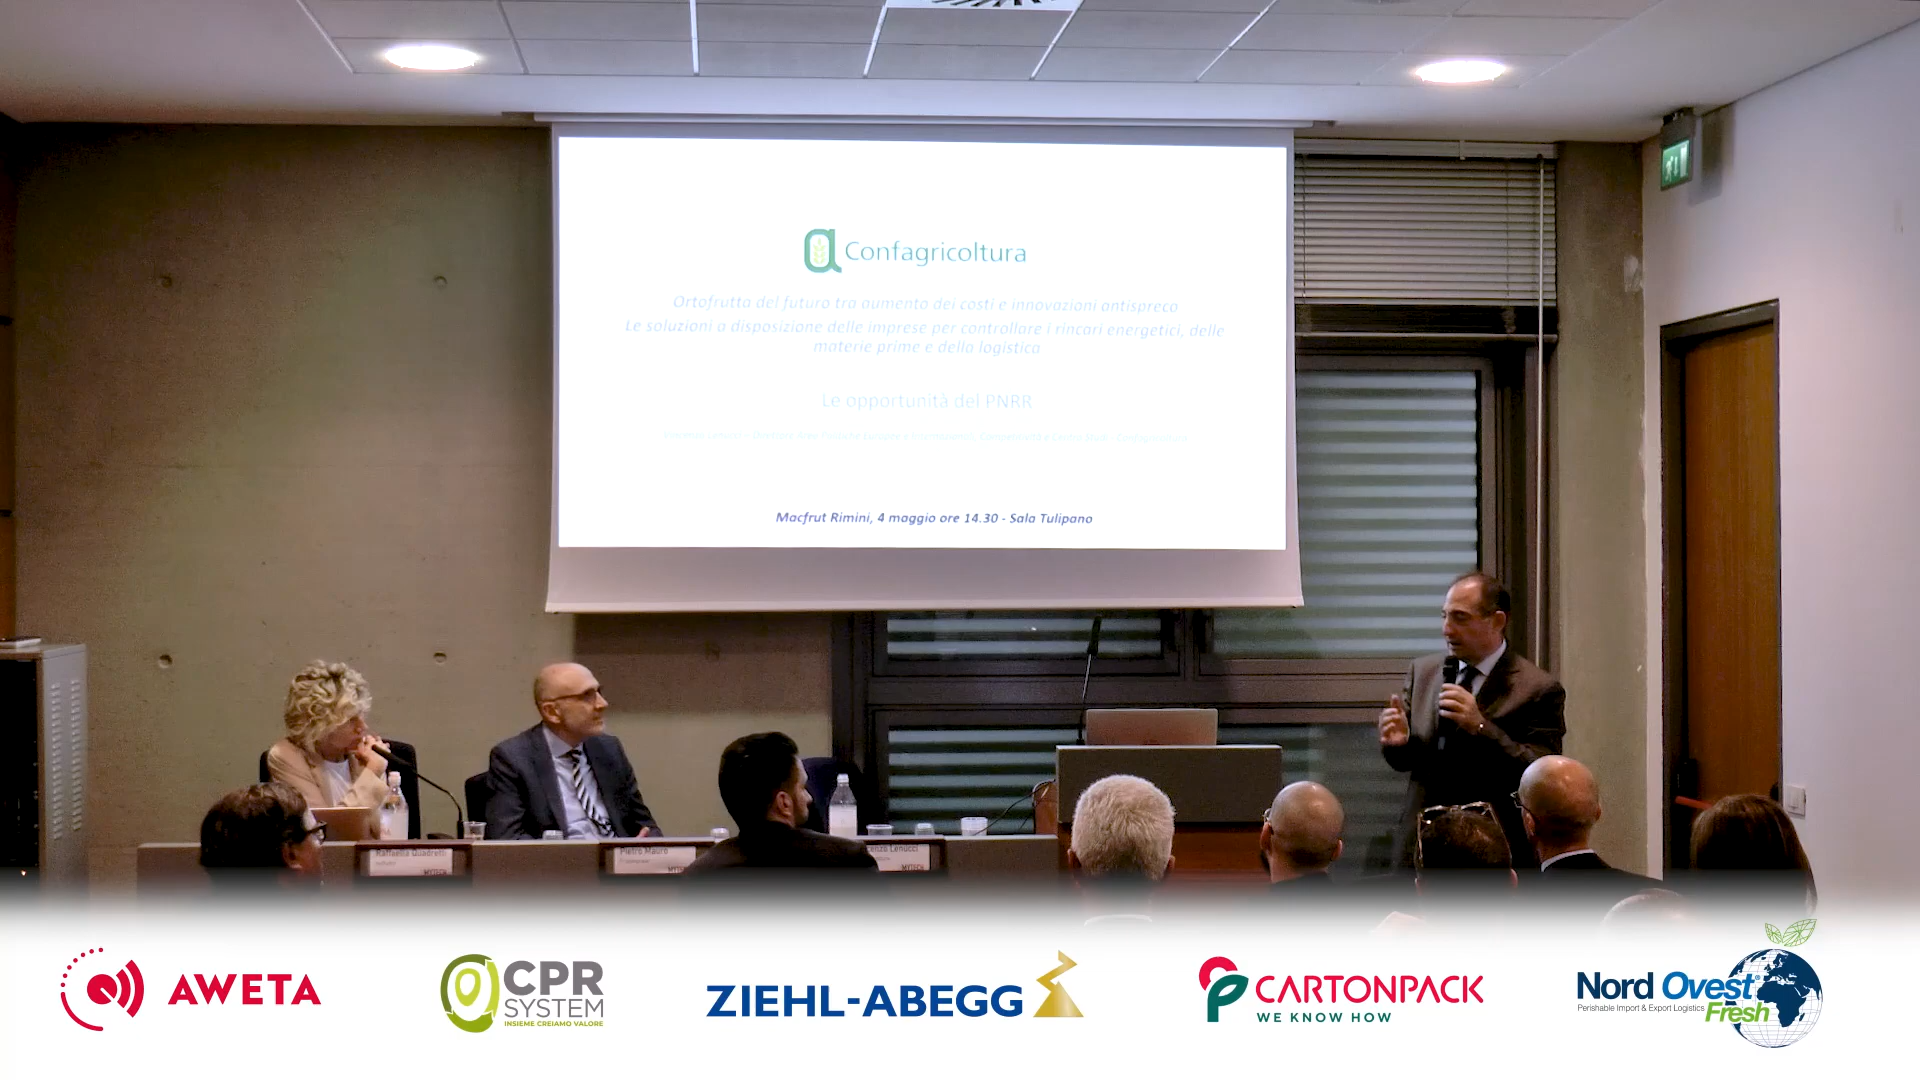 Confagricoltura
Ortofrutta del futuro tra aumento dei costi e innovazioni antispreco
Le soluzioni a disposizione delle imprese per controllare i rincari energetici, delle
materie prime e della logistica
Le opportunità del PNRR
Macfrut Rimini, 4 maggio ore 14.30 - Sala Tulipano
Raffaella Quadretti
Pietro Mauro
Lenucci
AWETA
CPR
SYSTEM
INSIEME CREIAMO VALORE
ZIEHL-ABEGG
CARTONPACK
WE KNOW HOW
Nord Ovest
Perishable Import & Export Logistics
Fresh